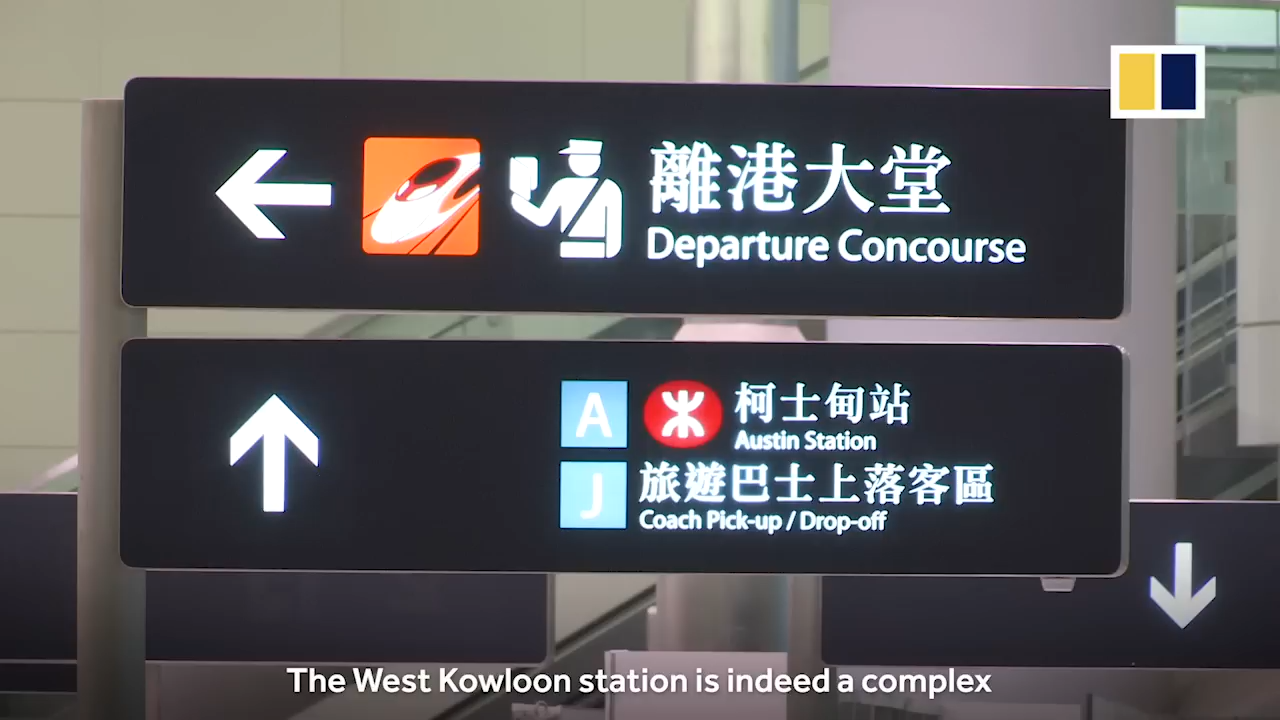 離港大堂
Departure Concourse
A 柯士甸站
Austin Station
J 旅遊巴士上落客區
Coach Pick-up / Drop-off
The West Kowloon station is indeed a complex